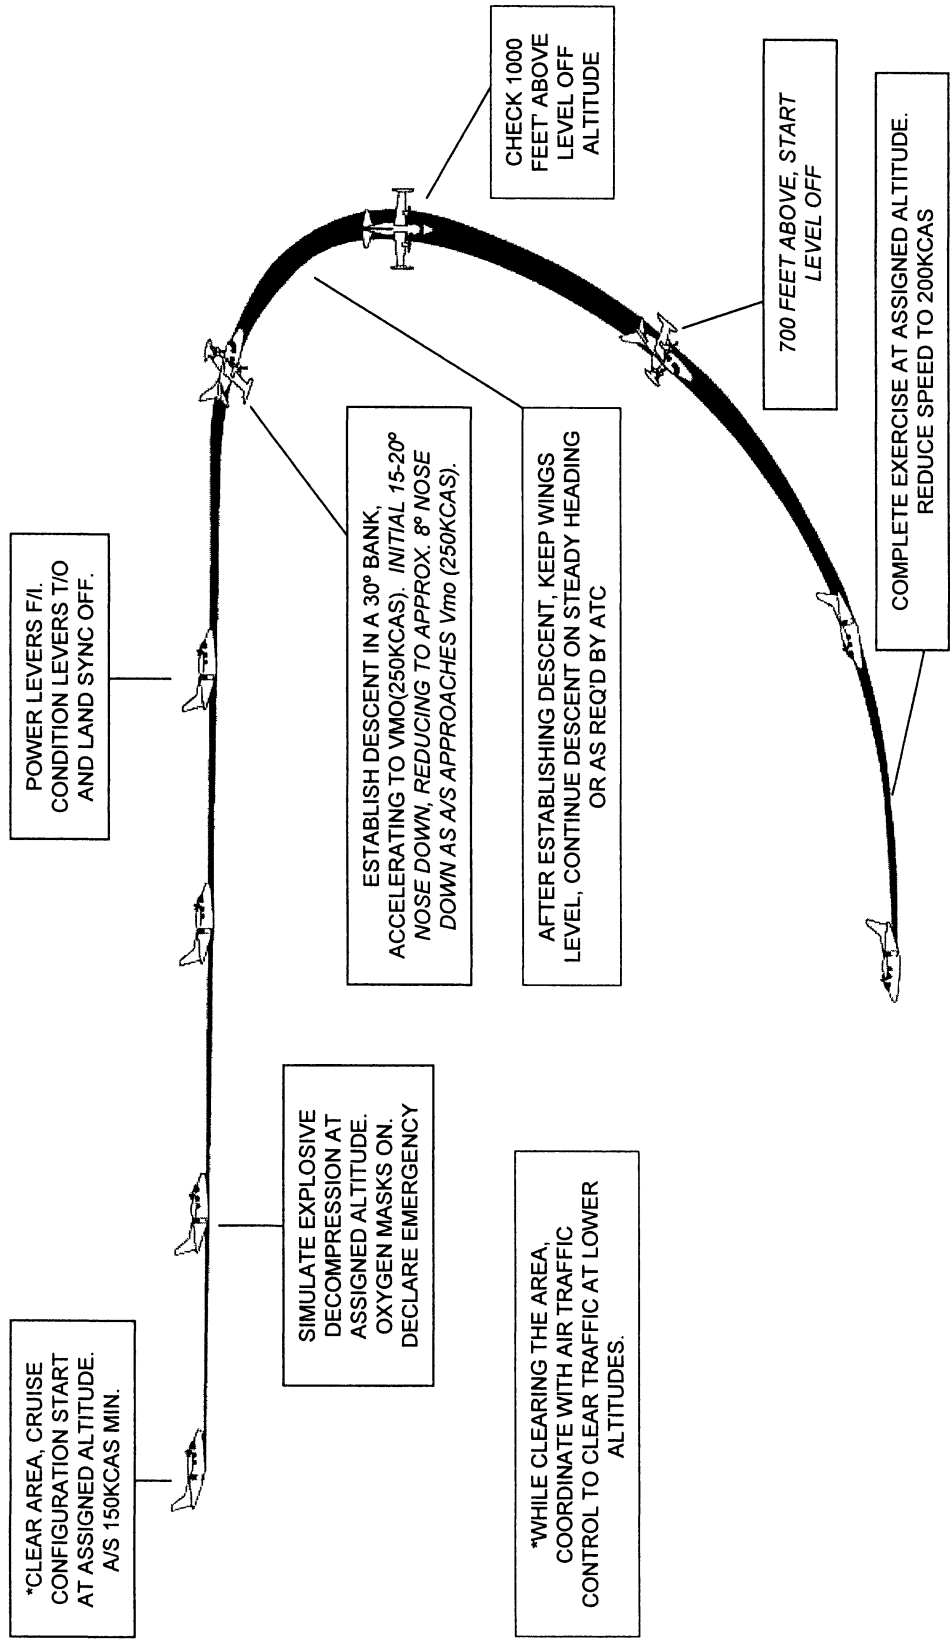 *CLEAR AREA, CRUISE
CONFIGURATION START
AT ASSIGNED ALTITUDE.
A/S 150KCAS MIN.
SIMULATE EXPLOSIVE
DECOMPRESSION AT
ASSIGNED ALTITUDE.
OXYGEN MASKS ON.
DECLARE EMERGENCY
POWER LEVERS F/I.
CONDITION LEVERS T/O
AND LAND SYNC OFF.
ESTABLISH DESCENT IN A 30º BANK,
ACCELERATING TO VMO(250KCAS). INITIAL 15-20º
NOSE DOWN, REDUCING TO APPROX. 8º NOSE
DOWN AS A/S APPROACHES Vmo (250KCAS).
AFTER ESTABLISHING DESCENT, KEEP WINGS
LEVEL, CONTINUE DESCENT ON STEADY HEADING
OR AS REQ'D BY ATC
CHECK 1000
FEET' ABOVE
LEVEL OFF
ALTITUDE
700 FEET ABOVE, START
LEVEL OFF
COMPLETE EXERCISE AT ASSIGNED ALTITUDE.
REDUCE SPEED TO 200KCAS
*WHILE CLEARING THE AREA,
COORDINATE WITH AIR TRAFFIC
CONTROL TO CLEAR TRAFFIC AT LOWER
ALTITUDES.